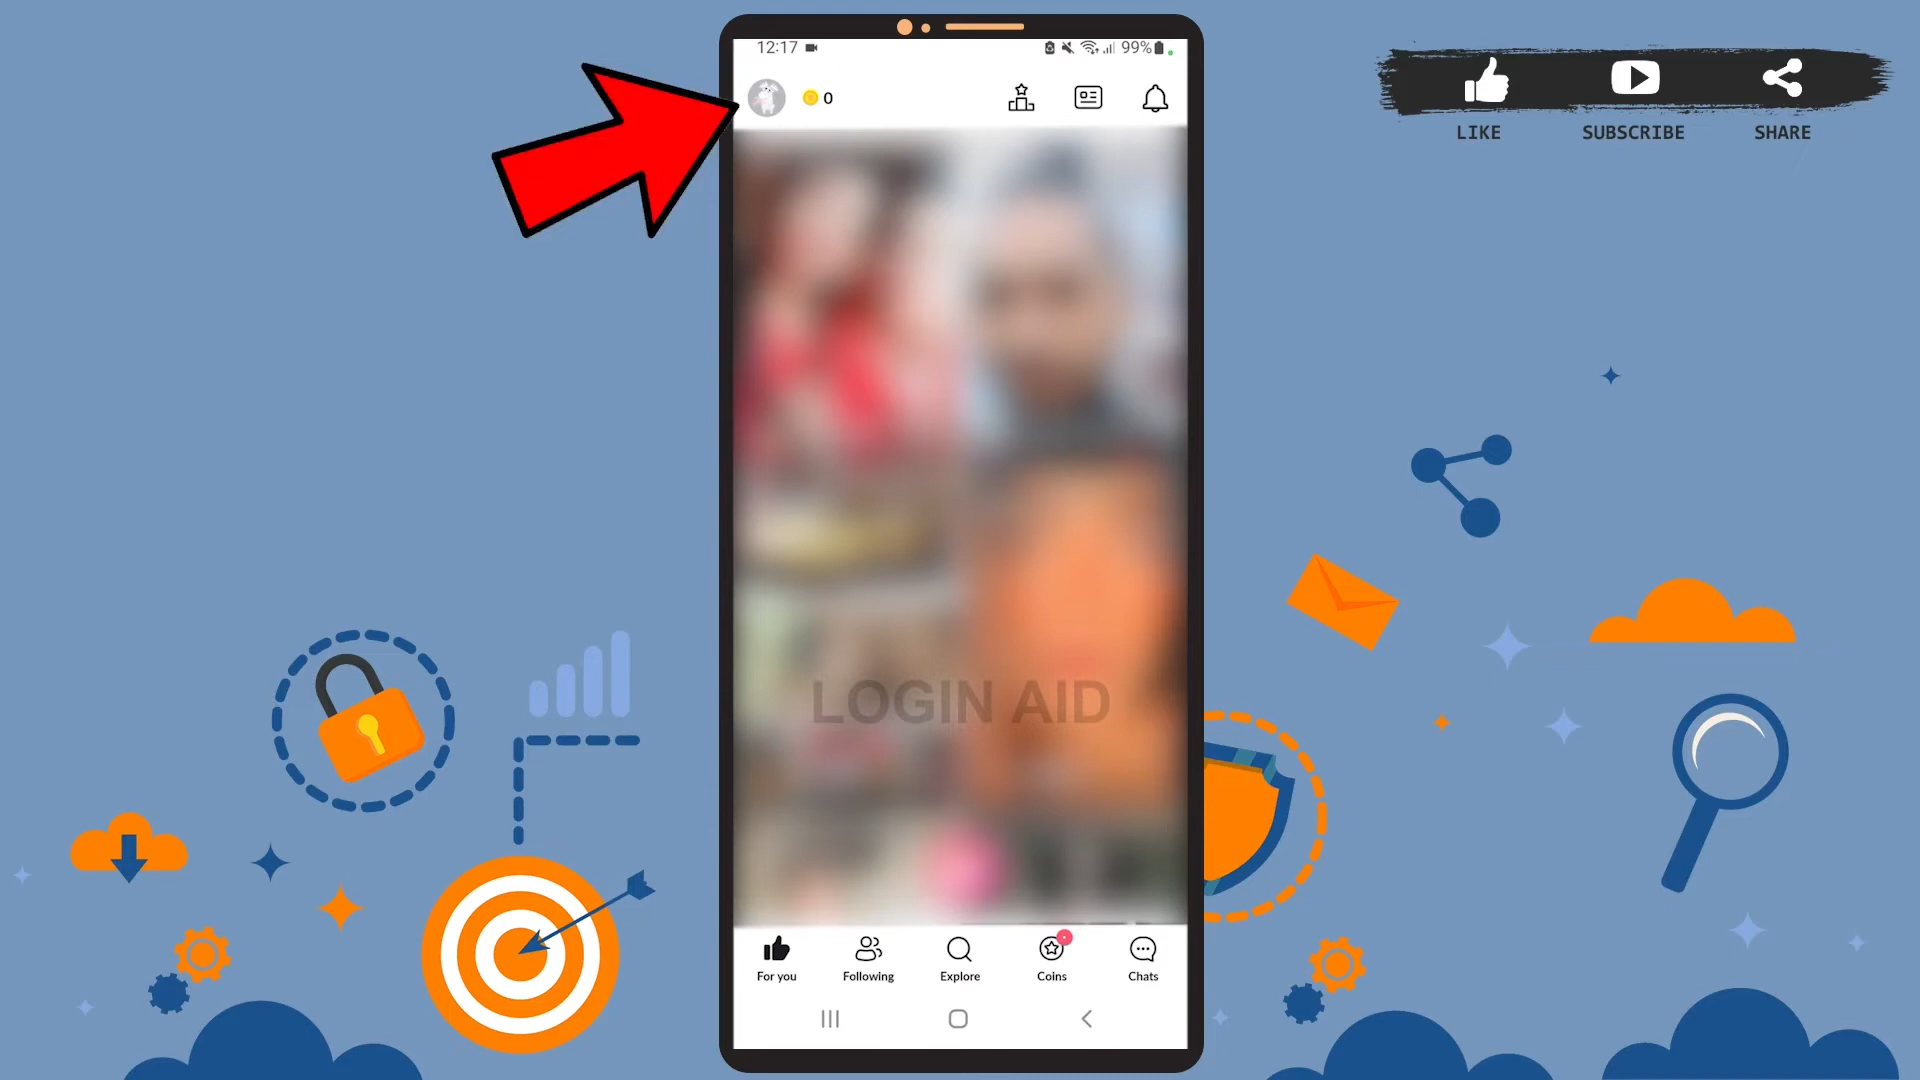 12:17 99%
0
LIKE SUBSCRIBE SHARE
LOGIN AID
For you Following Explore Coins Chats